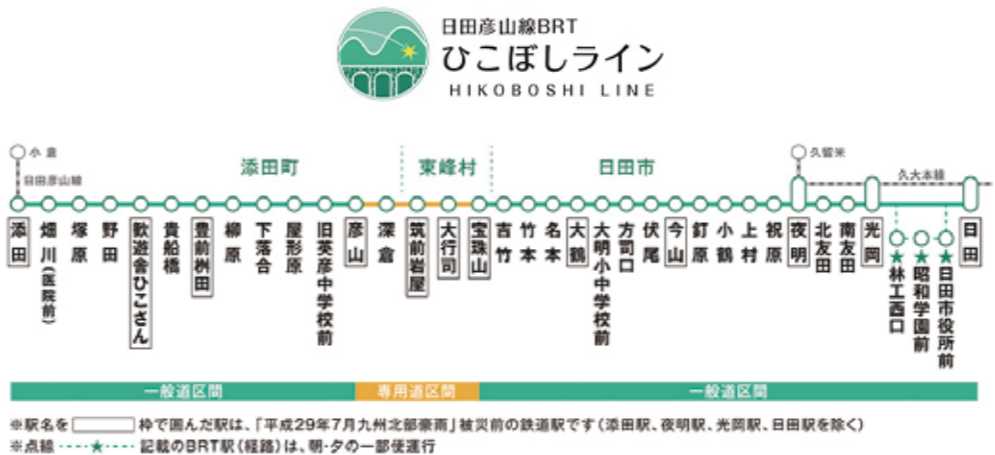 日田彦山線BRT
ひこぼしライン
HIKOBOSHI LINE
小倉
日田彦山線
添田町
東峰村
日田市
久留米
久大本線
添田
畑川(医院前)
塚原
野田
歓遊舎ひこさん
貴船橋
豊前桝田
柳原
下落合
屋形原
旧英彦中学校前
彦山
深倉
筑前岩屋
大行司
宝珠山
吉竹
竹本
名本
大鶴
大明小中学校前
方司口
伏尾
今山
釘原
小鶴
上村
祝原
夜明
北友田
南友田
光岡
林工西口
昭和学園前
日田市役所前
日田
一般道区間
専用道区間
一般道区間
※駅名を 枠で囲んだ駅は、「平成29年7月九州北部豪雨」被災前の鉄道駅です(添田駅、夜明駅、光岡駅、日田駅を除く)
※点線 ★ 記載のBRT駅(経路)は、朝・夕の一部便運行